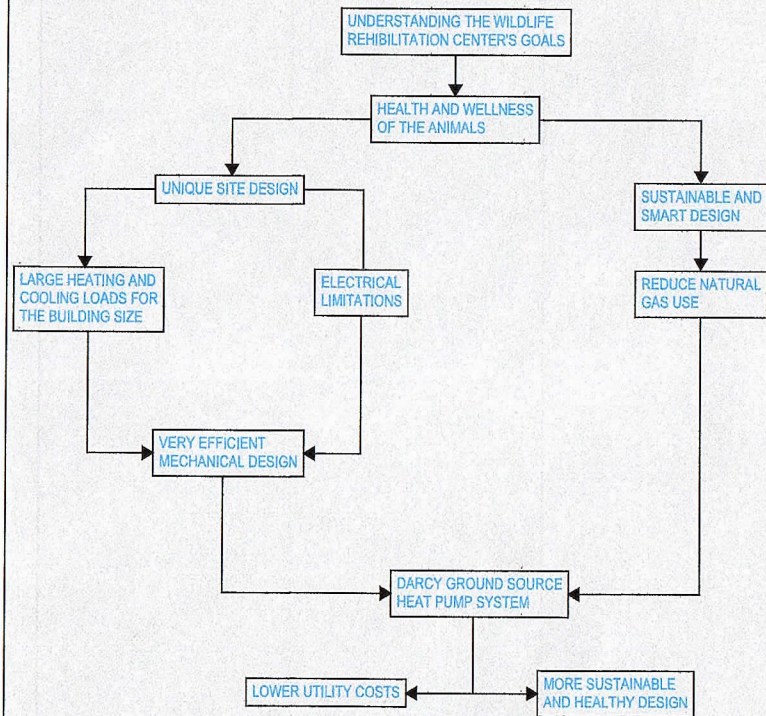 UNDERSTANDING THE WILDLIFE
REHIBILITATION CENTER'S GOALS
HEALTH AND WELLNESS
OF THE ANIMALS
UNIQUE SITE DESIGN
SUSTAINABLE AND
SMART DESIGN
LARGE HEATING AND
COOLING LOADS FOR
THE BUILDING SIZE
ELECTRICAL
LIMITATIONS
REDUCE NATURAL
GAS USE
VERY EFFICIENT
MECHANICAL DESIGN
DARCY GROUND SOURCE
HEAT PUMP SYSTEM
LOWER UTILITY COSTS
MORE SUSTAINABLE
AND HEALTHY DESIGN